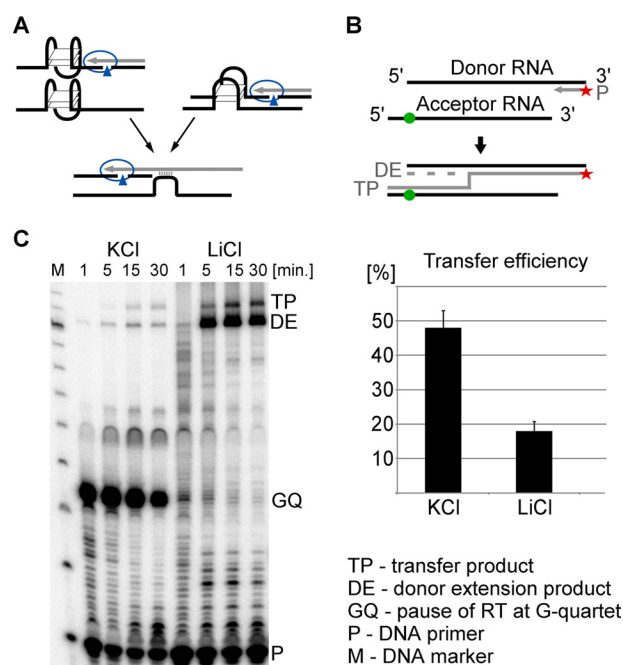 A
B
5' Donor RNA 3'
P
5' Acceptor RNA 3'
DE
TP
C
KCl LiCl
M 1 5 15 30 1 5 15 30 [min.]
TP
DE
GQ
P
[%] Transfer efficiency
50
40
30
20
10
KCl LiCl
TP - transfer product
DE - donor extension product
GQ - pause of RT at G-quartet
P - DNA primer
M - DNA marker